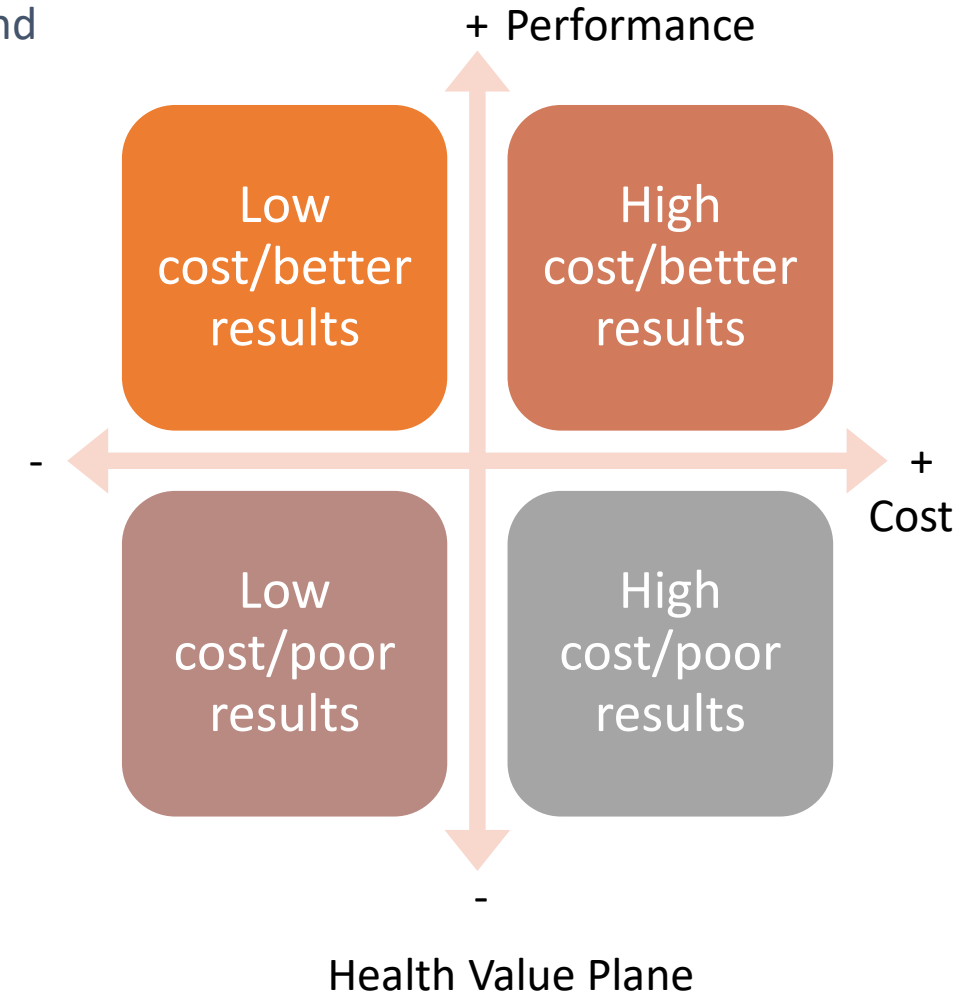 nd
+ Performance
Low
cost/better
results
High
cost/better
results
-
+
Cost
Low
cost/poor
results
High
cost/poor
results
-
Health Value Plane